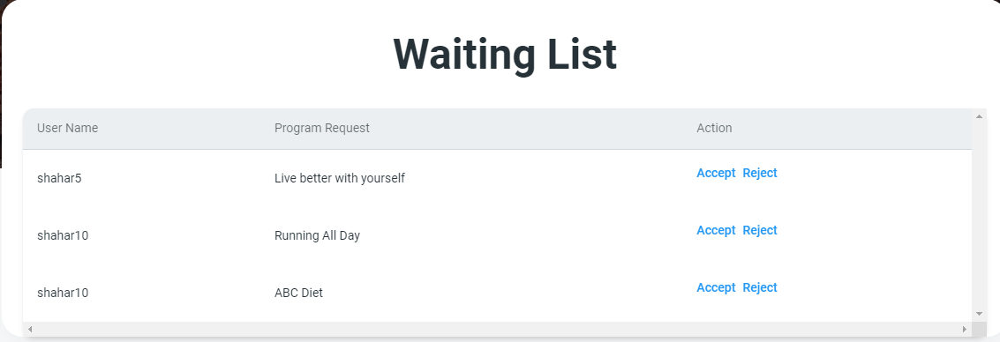 Waiting List
User Name Program Request Action
shahar5 Live better with yourself Accept Reject
shahar10 Running All Day Accept Reject
shahar10 ABC Diet Accept Reject